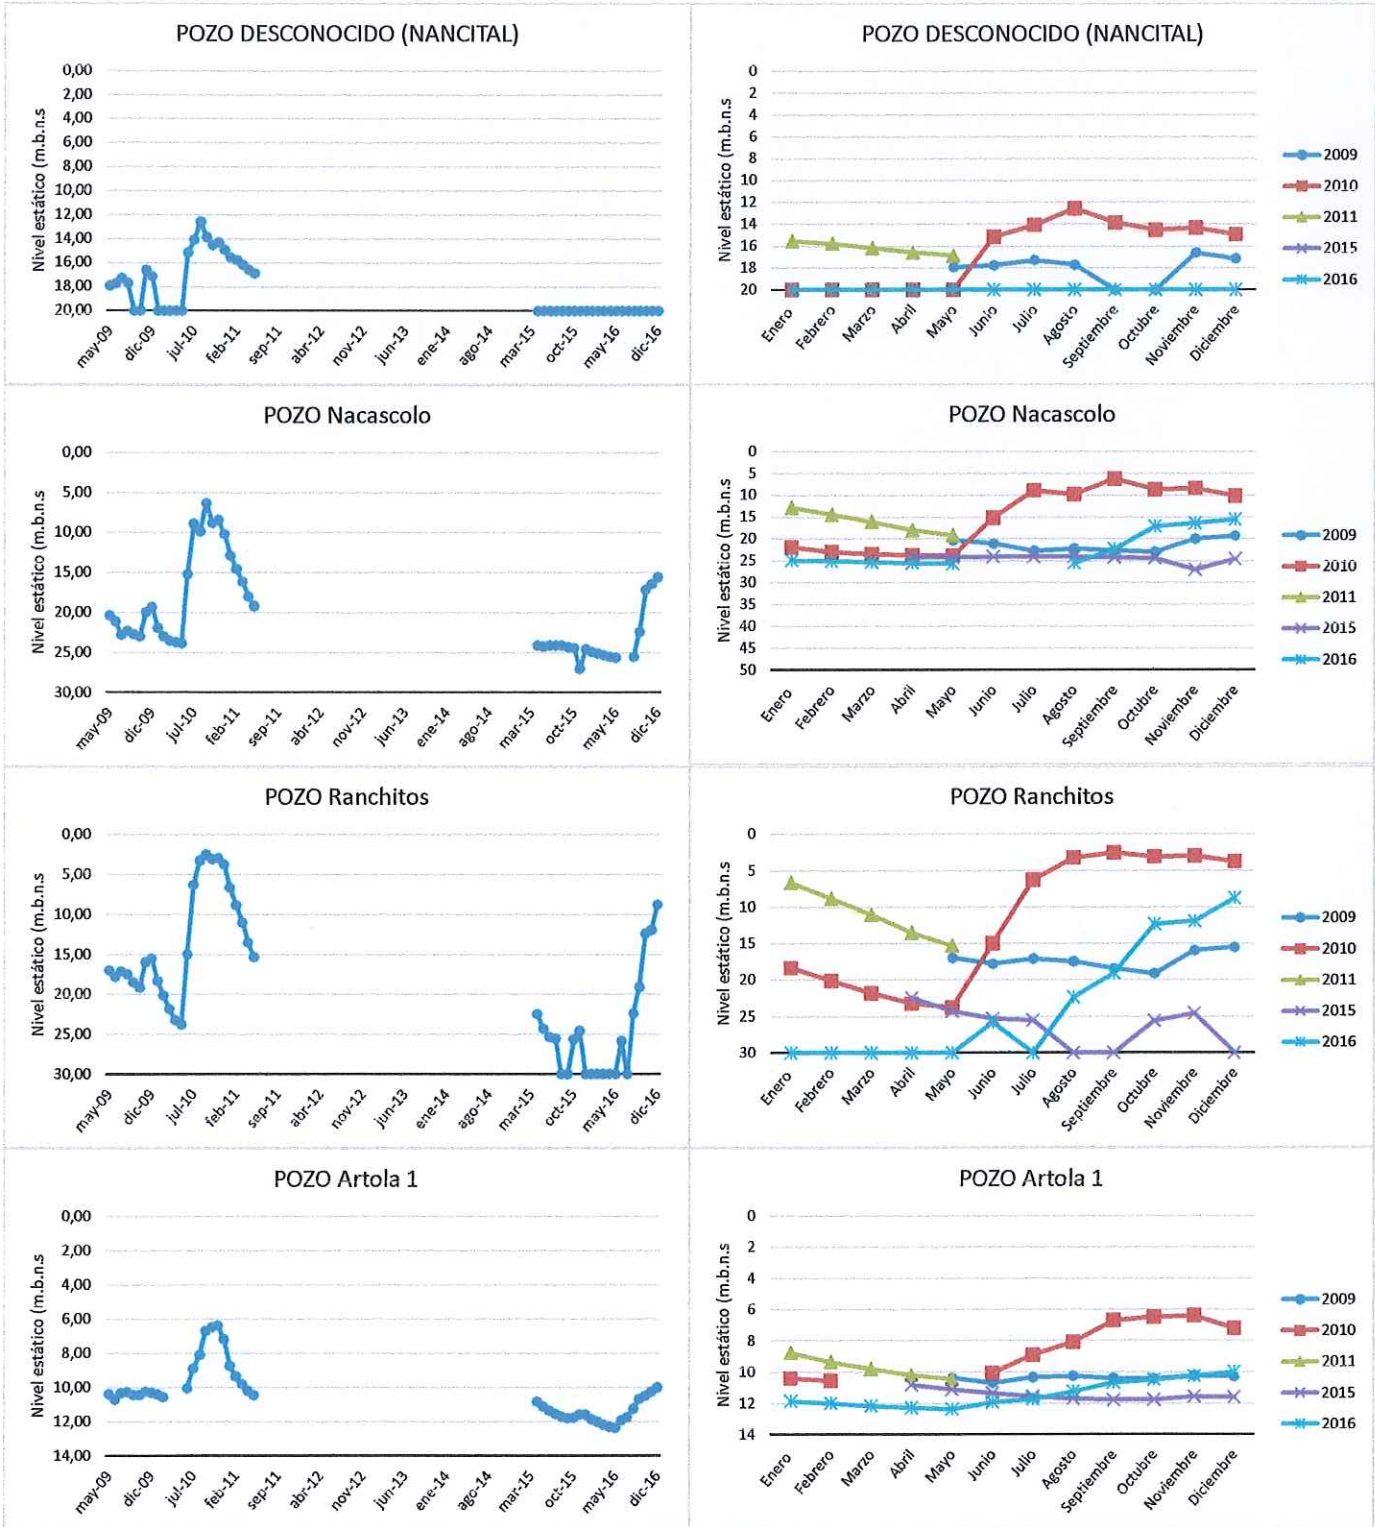 POZO DESCONOCIDO (NANCITAL)
Nivel estático (m.b.n.s
0,00
2,00
4,00
6,00
8,00
10,00
12,00
14,00
16,00
18,00
20,00
may-09
dic-09
jul-10
feb-11
sep-11
abr-12
nov-12
jun-13
ene-14
ago-14
mar-15
oct-15
may-16
dic-16
POZO DESCONOCIDO (NANCITAL)
Nivel estático (m.b.n.s
0
2
4
6
8
10
12
14
16
18
20
Enero
Febrero
Marzo
Abril
Mayo
Junio
Julio
Agosto
Septiembre
Octubre
Noviembre
Diciembre
2009
2010
2011
2015
2016
POZO Nacascolo
Nivel estático (m.b.n.s
0,00
5,00
10,00
15,00
20,00
25,00
30,00
may-09
dic-09
jul-10
feb-11
sep-11
abr-12
nov-12
jun-13
ene-14
ago-14
mar-15
oct-15
may-16
dic-16
POZO Nacascolo
Nivel estático (m.b.n.s
0
5
10
15
20
25
30
35
40
45
50
Enero
Febrero
Marzo
Abril
Mayo
Junio
Julio
Agosto
Septiembre
Octubre
Noviembre
Diciembre
2009
2010
2011
2015
2016
POZO Ranchitos
Nivel estático (m.b.n.s
0,00
5,00
10,00
15,00
20,00
25,00
30,00
may-09
dic-09
jul-10
feb-11
sep-11
abr-12
nov-12
jun-13
ene-14
ago-14
mar-15
oct-15
may-16
dic-16
POZO Ranchitos
Nivel estático (m.b.n.s
0
5
10
15
20
25
30
Enero
Febrero
Marzo
Abril
Mayo
Junio
Julio
Agosto
Septiembre
Octubre
Noviembre
Diciembre
2009
2010
2011
2015
2016
POZO Artola 1
Nivel estático (m.b.n.s
0,00
2,00
4,00
6,00
8,00
10,00
12,00
14,00
may-09
dic-09
jul-10
feb-11
sep-11
abr-12
nov-12
jun-13
ene-14
ago-14
mar-15
oct-15
may-16
dic-16
POZO Artola 1
Nivel estático (m.b.n.s
0
2
4
6
8
10
12
14
Enero
Febrero
Marzo
Abril
Mayo
Junio
Julio
Agosto
Septiembre
Octubre
Noviembre
Diciembre
2009
2010
2011
2015
2016